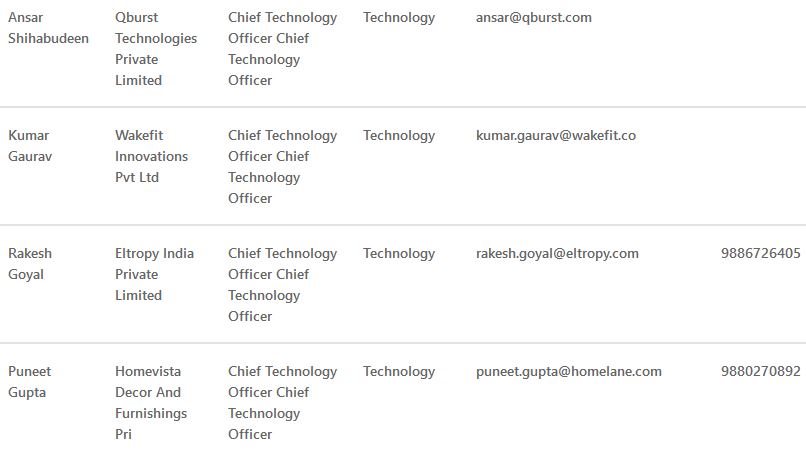 Ansar Qburst Chief Technology Technology ansar@qburst.com
Shihabudeen Technologies Officer Chief
Private Technology
Limited Officer
Kumar Wakefit Chief Technology Technology kumar.gaurav@wakefit.co
Gaurav Innovations Officer Chief
Pvt Ltd Technology
Officer
Rakesh Eltropy India Chief Technology Technology rakesh.goyal@eltropy.com 9886726405
Goyal Private Officer Chief
Limited Technology
Officer
Puneet Homevista Chief Technology Technology puneet.gupta@homelane.com 9880270892
Gupta Decor And Officer Chief
Furnishings Technology
Pri Officer